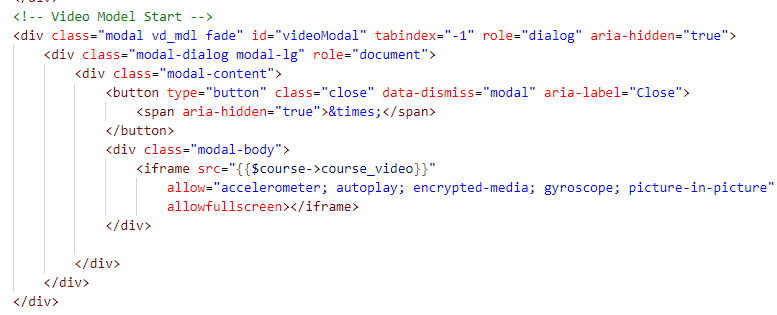 </div>
<!-- Video Model Start -->
<div class="modal vd_mdl fade" id="videoModal" tabindex="-1" role="dialog" aria-hidden="true">
<div class="modal-dialog modal-lg" role="document">
<div class="modal-content">
<button type="button" class="close" data-dismiss="modal" aria-label="Close">
<span aria-hidden="true">&times;</span>
</button>
<div class="modal-body">
<iframe src="{{$course->course_video}}"
allow="accelerometer; autoplay; encrypted-media; gyroscope; picture-in-picture"
allowfullscreen></iframe>
</div>
</div>
</div>
</div>